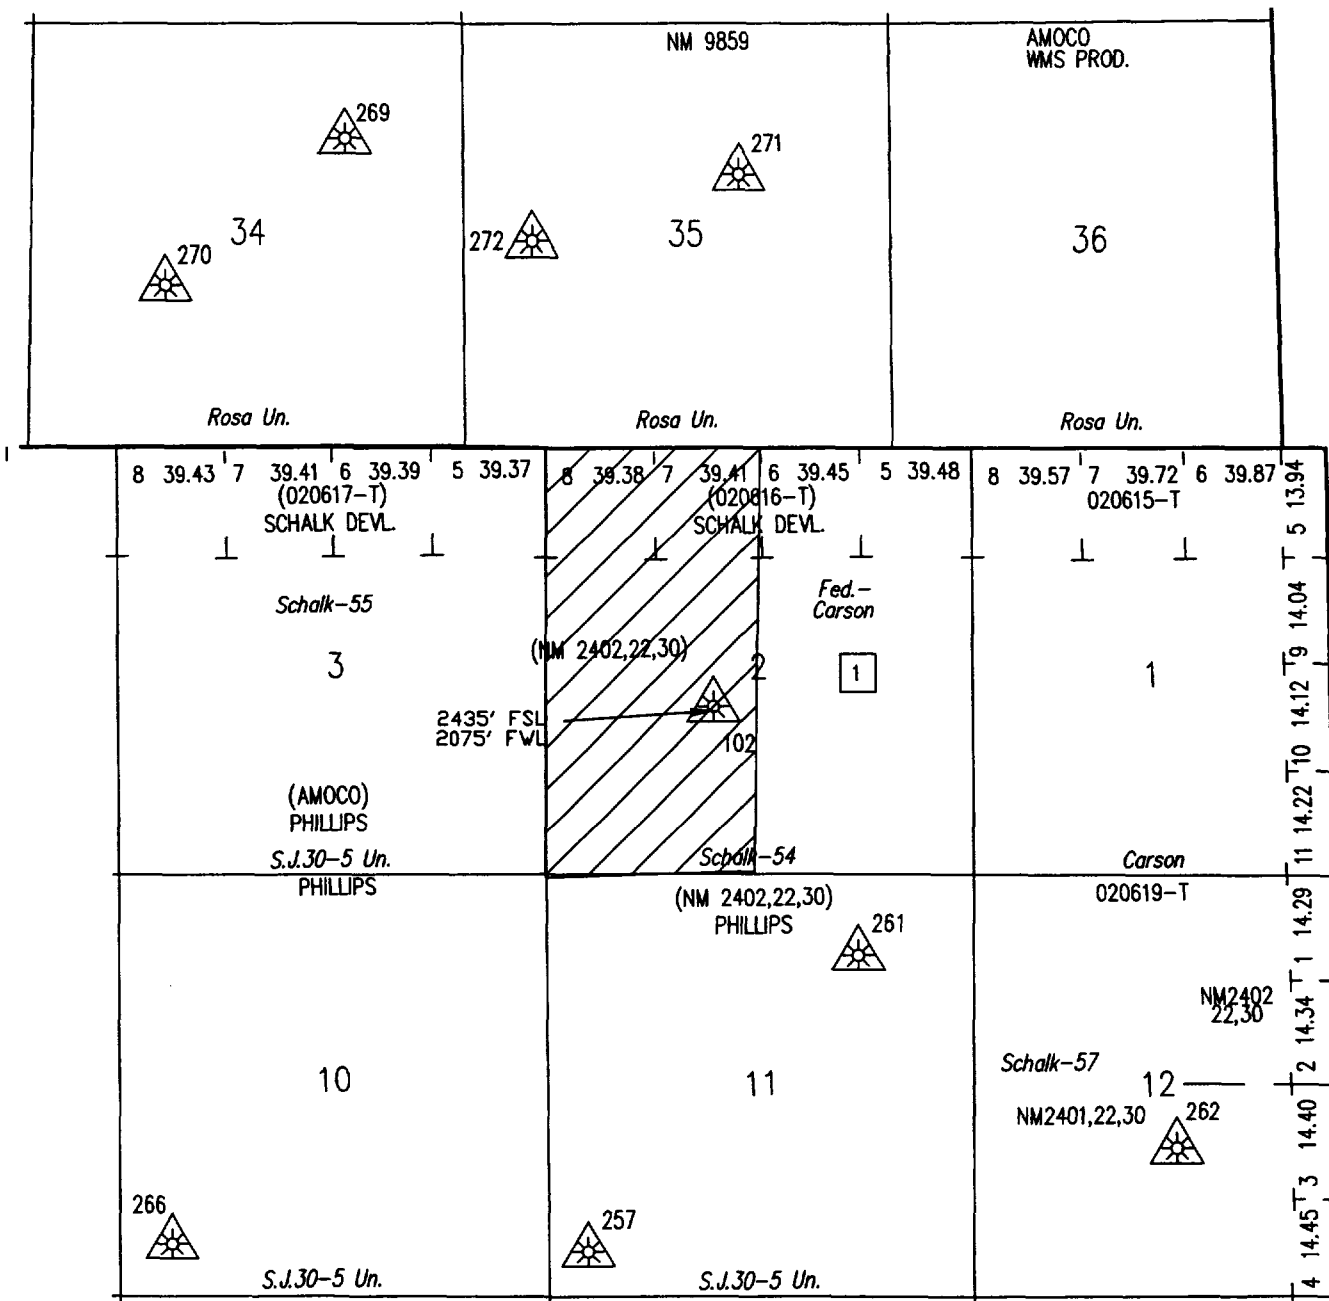 NM 9859
AMOCO
WMS PROD.
269
271
34
272
35
36
270
Rosa Un.
Rosa Un.
Rosa Un.
8 39.43 7 39.41 6 39.39 5 39.37
8 39.38 7 39.41 6 39.45 5 39.48
8 39.57 7 39.72 6 39.87
5 13.94
(020617-T)
SCHALK DEVL.
(020616-T)
SCHALK DEVL.
020615-T
Schalk-55
Fed.-
Carson
9 14.04
3
(NM 2402,22,30)
2
1
1
10 14.12
2435' FSL
2075' FWL
102
(AMOCO)
PHILLIPS
11 14.22
S.J.30-5 Un.
Schalk-54
Carson
PHILLIPS
(NM 2402,22,30)
PHILLIPS
020619-T
261
1 14.29
NM2402
22,30
2 14.34
Schalk-57
10
11
12
NM2401,22,30
262
3 14.40
266
257
4 14.45
S.J.30-5 Un.
S.J.30-5 Un.